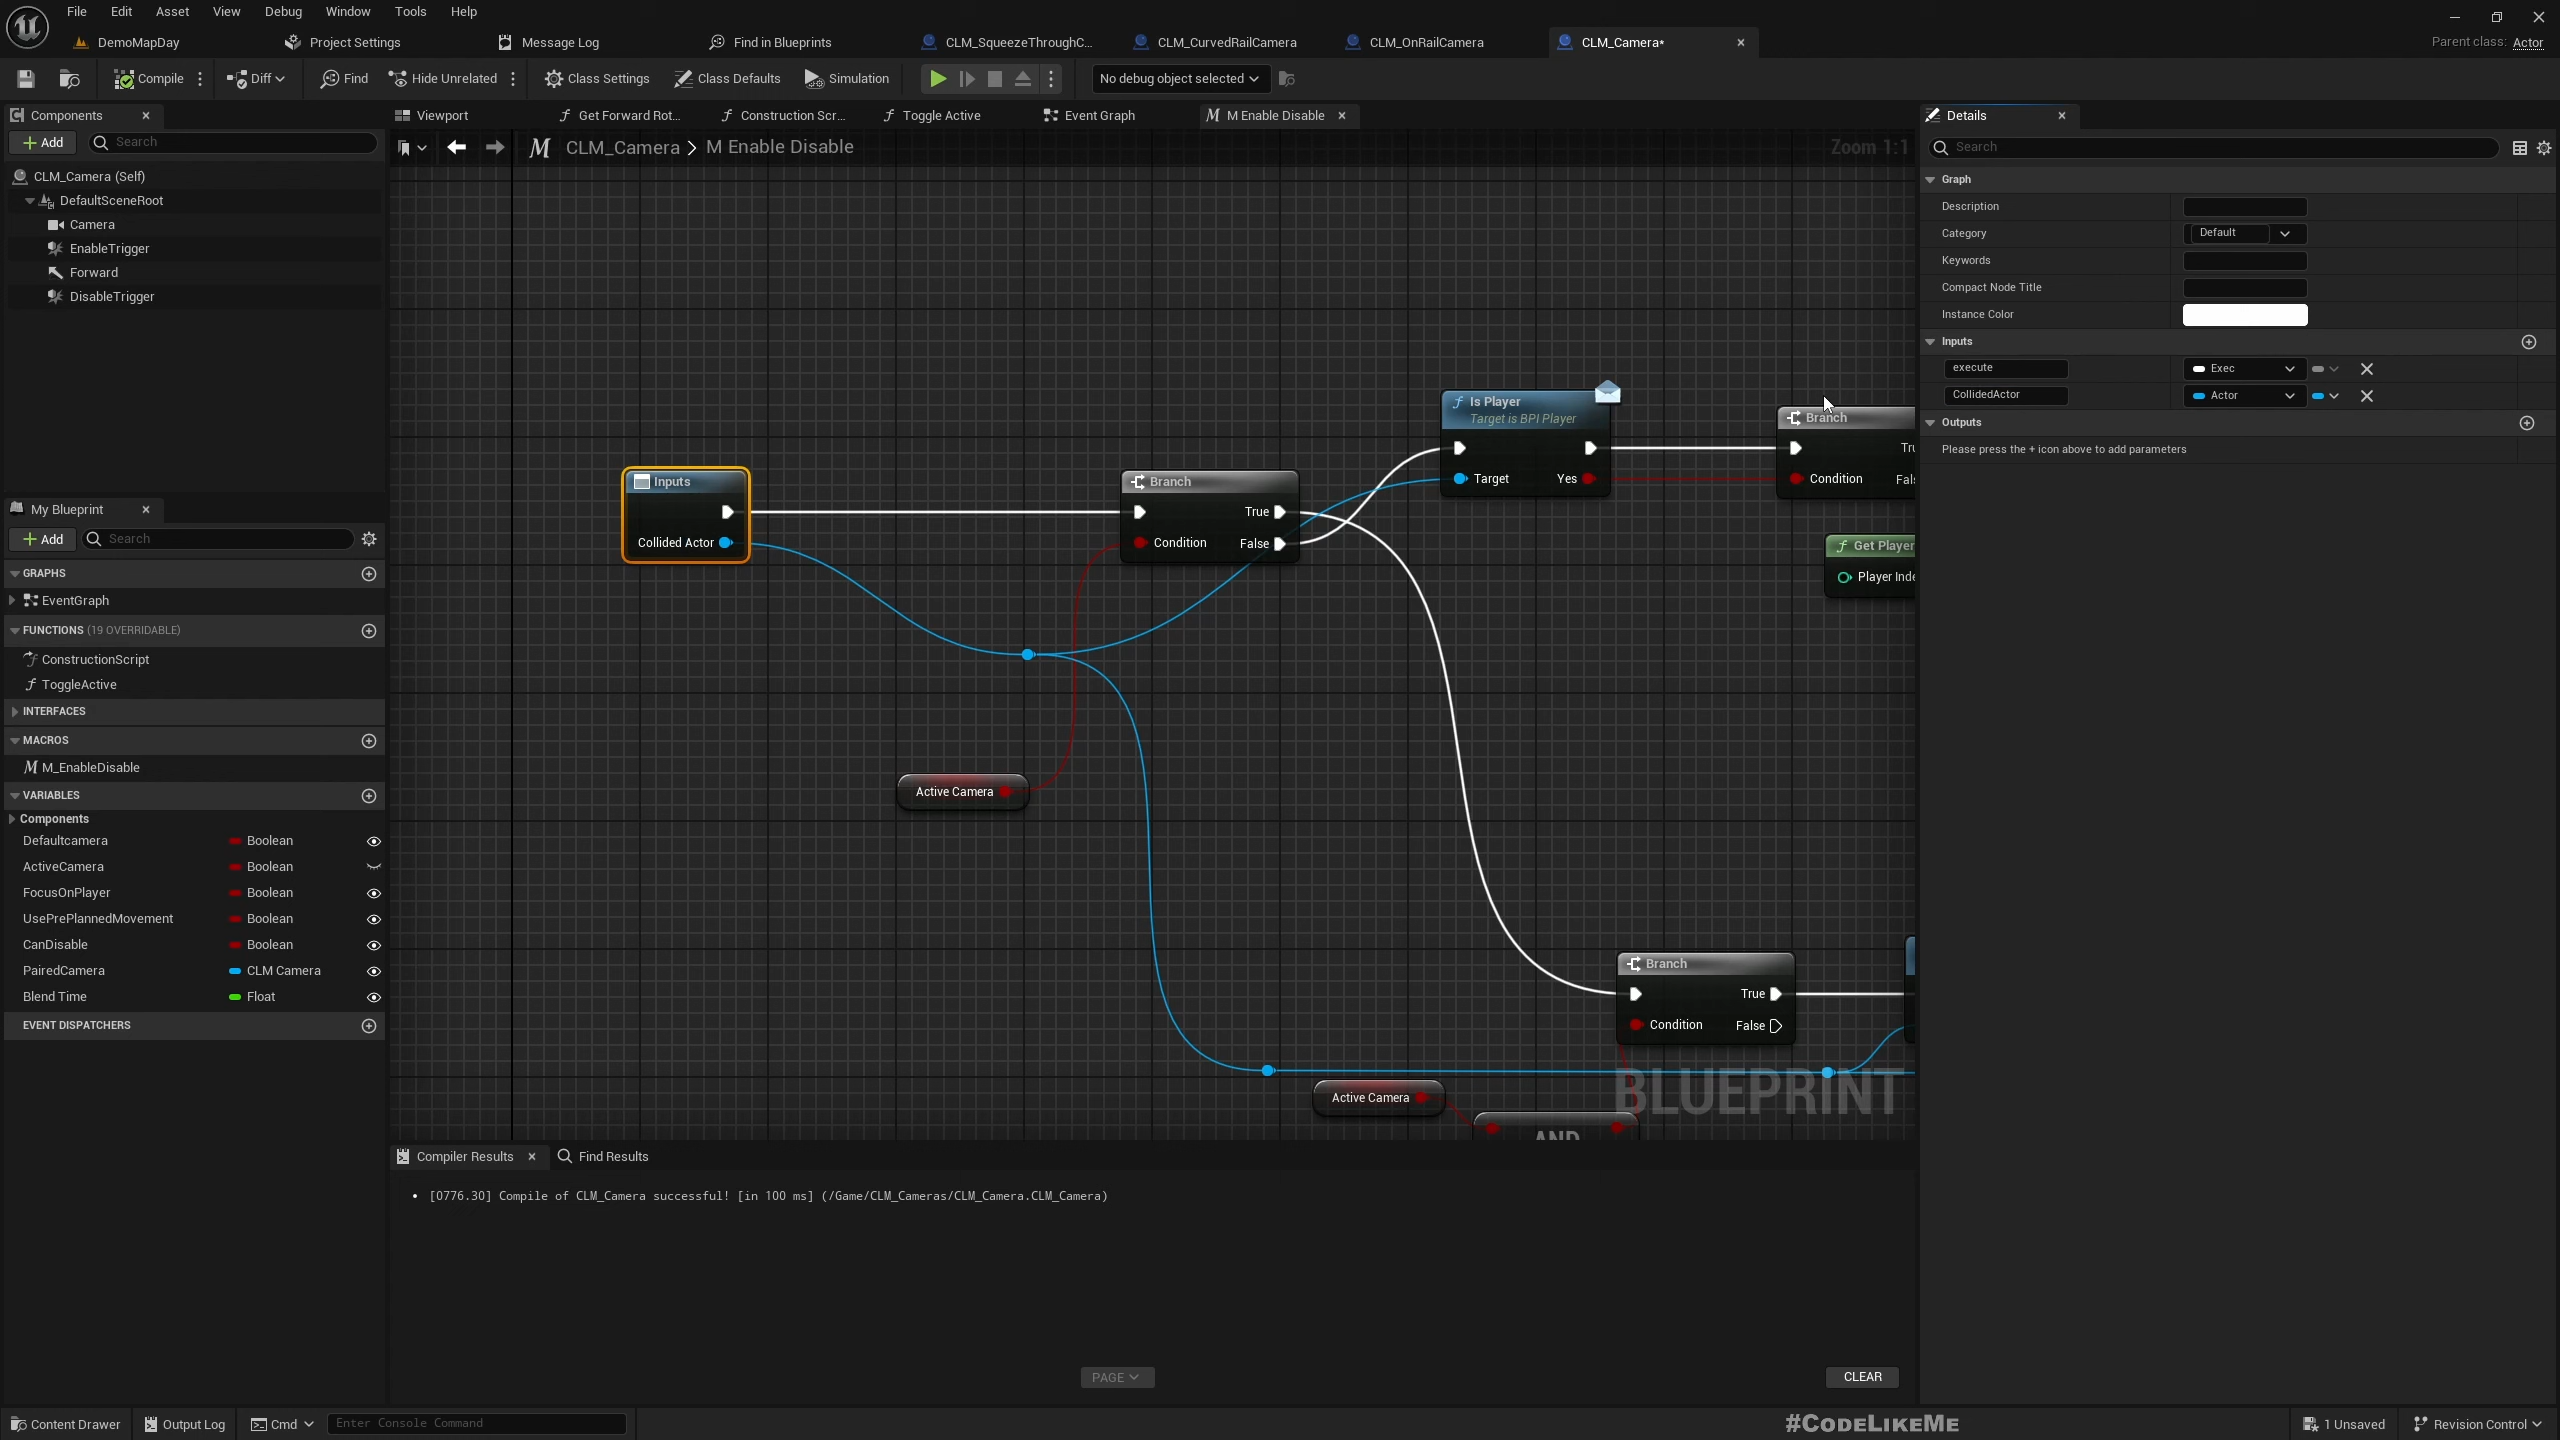 File Edit Asset View Debug Window Tools Help
DemoMapDay Project Settings Message Log Find in Blueprints CLM_SqueezeThroughC... CLM_CurvedRailCamera CLM_OnRailCamera CLM_Camera* Parent class: Actor
Compile Diff Find Hide Unrelated Class Settings Class Defaults Simulation No debug object selected
Components
Add Search
CLM_Camera (Self)
DefaultSceneRoot
Camera
EnableTrigger
Forward
DisableTrigger
My Blueprint
Add Search
GRAPHS
EventGraph
FUNCTIONS (19 OVERRIDABLE)
ConstructionScript
ToggleActive
INTERFACES
MACROS
M_EnableDisable
VARIABLES
Components
Defaultcamera Boolean
ActiveCamera Boolean
FocusOnPlayer Boolean
UsePrePlannedMovement Boolean
CanDisable Boolean
PairedCamera CLM Camera
Blend Time Float
EVENT DISPATCHERS
Viewport Get Forward Rot... Construction Scr... Toggle Active Event Graph M Enable Disable
CLM_Camera > M Enable Disable
Zoom 1:1
Is Player
Target is BPI Player
Target Yes
Branch
Tru
Condition Fals
Inputs
Collided Actor
Branch
True
Condition False
Get Player
Player Inde
Active Camera
Branch
True
Condition False
Active Camera
AND
BLUEPRINT
Compiler Results Find Results
• [0776.30] Compile of CLM_Camera successful! [in 100 ms] (/Game/CLM_Cameras/CLM_Camera.CLM_Camera)
PAGE CLEAR
Details
Search
Graph
Description
Category Default
Keywords
Compact Node Title
Instance Color
Inputs
execute Exec
CollidedActor Actor
Outputs
Please press the + icon above to add parameters
Content Drawer Output Log Cmd Enter Console Command #CODELIKEME 1 Unsaved Revision Control